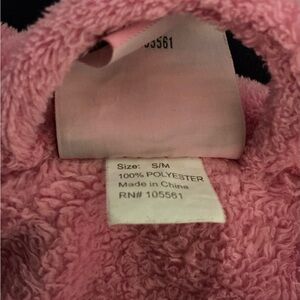 05561
Size: S/M
100% POLYESTER
Made in China
RN# 105561